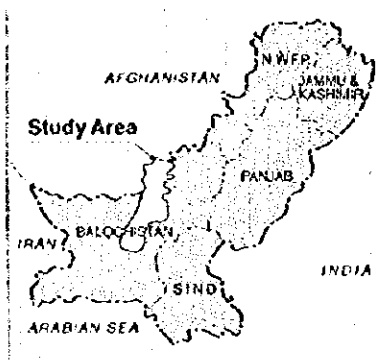 N.W.F.P.
AFGHANISTAN
JAMMU &
KASHMIR
Study Area
PANJAB
BALOCHISTAN
IRAN
INDIA
SIND
ARABIAN SEA